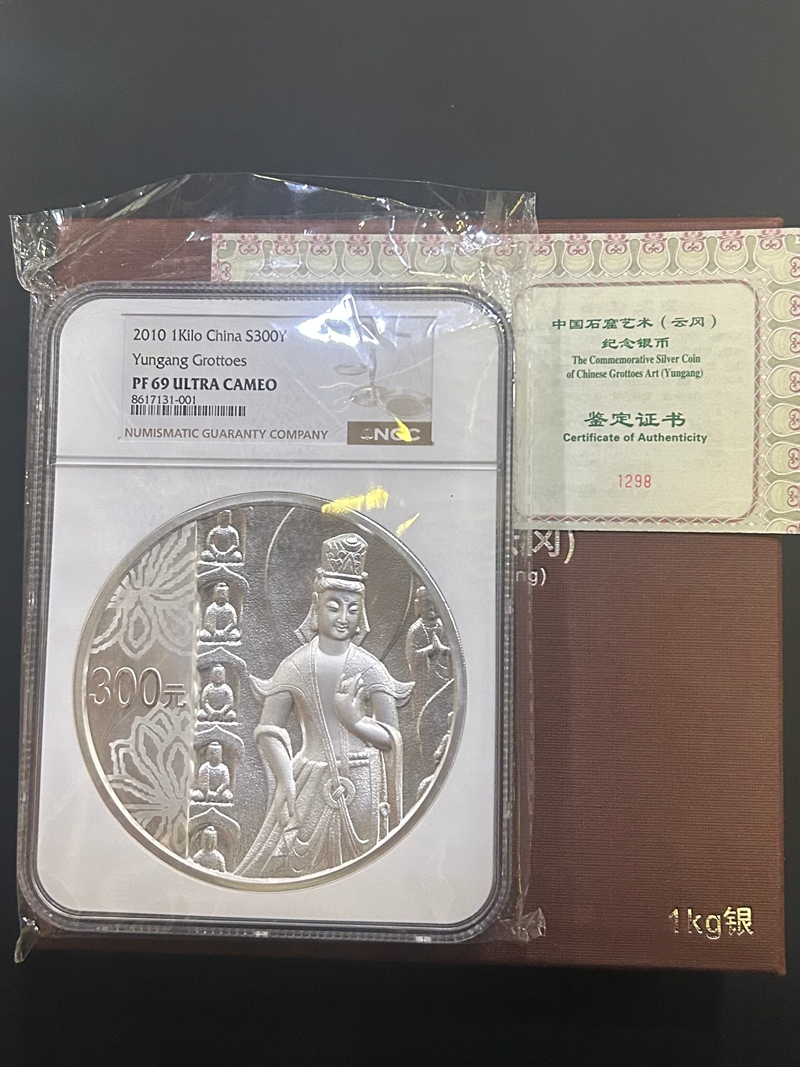 2010 1Kilo China S300Y
Yungang Grottoes
PF 69 ULTRA CAMEO
8617131-001
NUMISMATIC GUARANTY COMPANY
NGC
中国石窟艺术（云冈）
纪念银币
The Commemorative Silver Coin
of Chinese Grottoes Art (Yungang)
鉴定证书
Certificate of Authenticity
1298
冈)
ng)
300元
1kg银